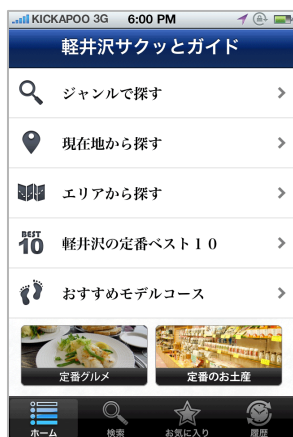 KICKAPOO 3G 6:00 PM
軽井沢サクッとガイド
ジャンルで探す
現在地から探す
エリアから探す
BEST
10
軽井沢の定番ベスト１０
おすすめモデルコース
定番グルメ
定番のお土産
ホーム
検索
お気に入り
履歴